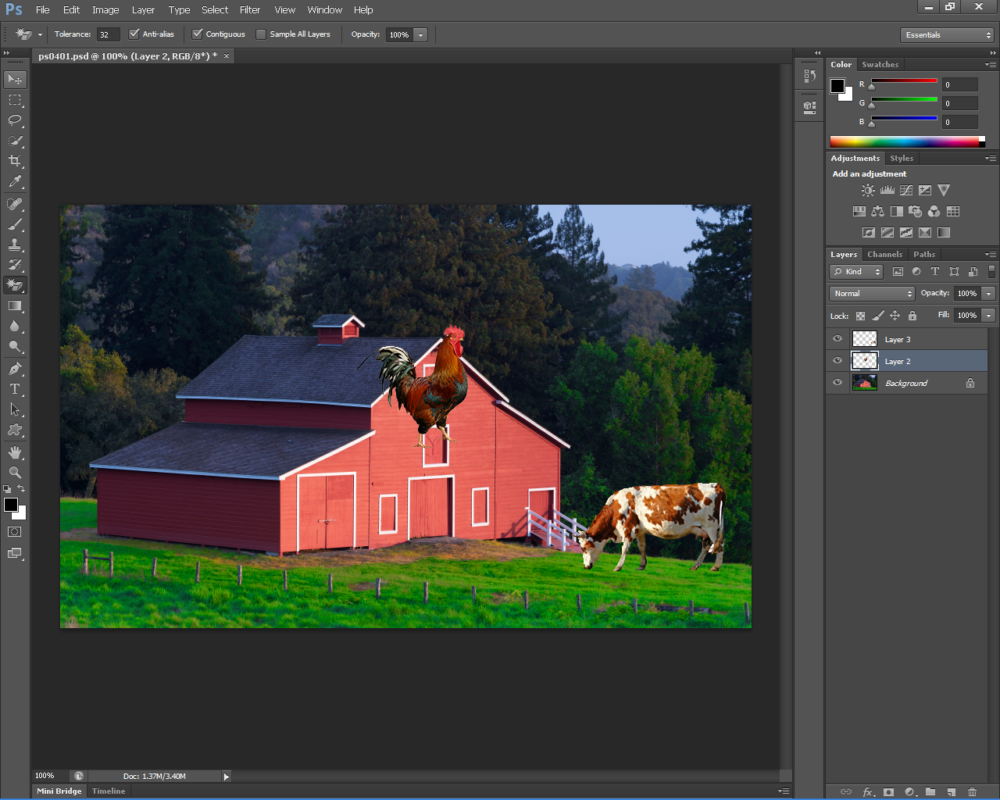 Ps File Edit Image Layer Type Select Filter View Window Help
Tolerance: 32 Anti-alias Contiguous Sample All Layers Opacity: 100% Essentials
ps0401.psd @ 100% (Layer 2, RGB/8*) * ×
Color Swatches
R 0
G 0
B 0
Adjustments Styles
Add an adjustment
Layers Channels Paths
Kind
Normal Opacity: 100%
Lock: Fill: 100%
Layer 3
Layer 2
Background
100% Doc: 1.37M/3.40M
Mini Bridge Timeline